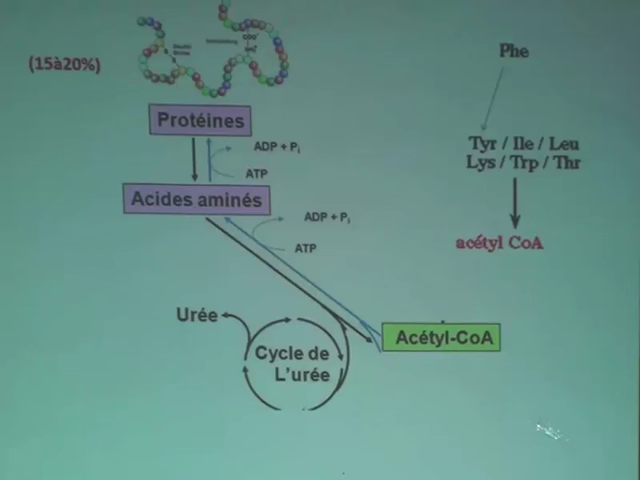 (15à20%)
COO⁻
Protéines
ADP + Pi
ATP
Acides aminés
ADP + Pi
ATP
Urée
Cycle de
L'urée
Acétyl-CoA
Phe
Tyr / Ile / Leu
Lys / Trp / Thr
acétyl CoA